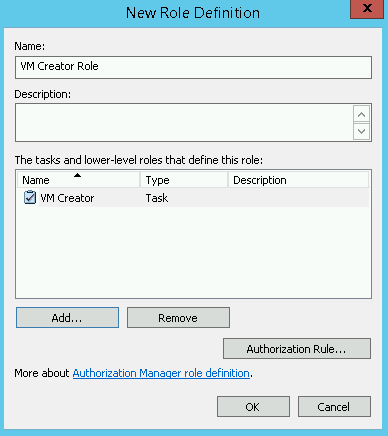 New Role Definition
x
Name:
VM Creator Role
Description:
The tasks and lower-level roles that define this role:
Name Type Description
VM Creator Task
Add... Remove
Authorization Rule...
More about Authorization Manager role definition.
OK Cancel